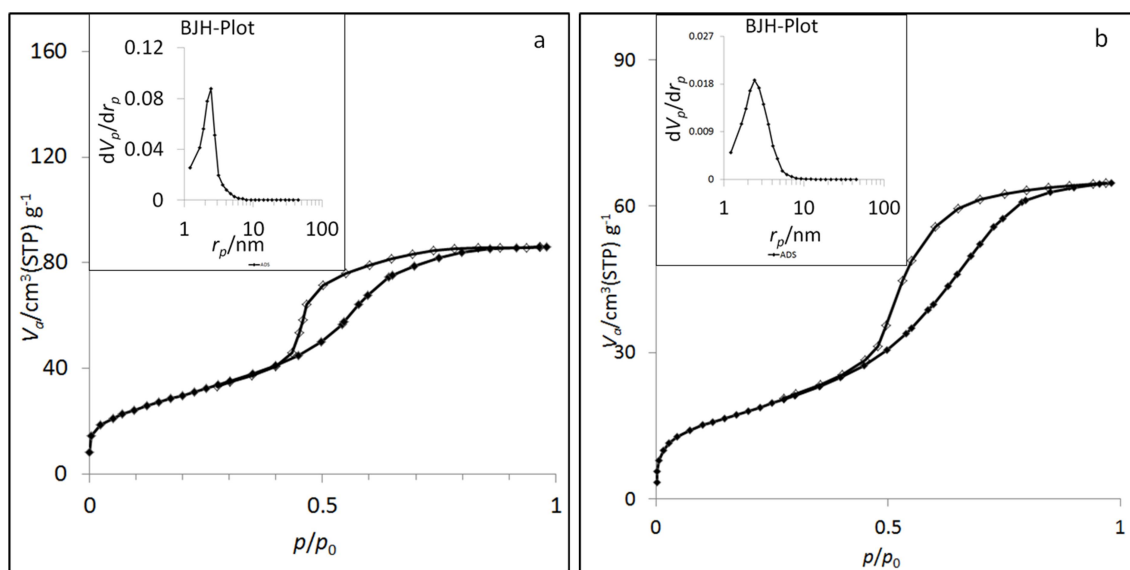 a
BJH-Plot
0.12
0.08
0.04
0
dVp/drp
1 10 100
rp/nm
ADS
160
120
80
40
0
Va/cm³(STP) g⁻¹
0 0.5 1
p/p₀
b
BJH-Plot
0.027
0.018
0.009
0
dVp/drp
1 10 100
rp/nm
ADS
90
60
30
0
Va/cm³(STP) g⁻¹
0 0.5 1
p/p₀